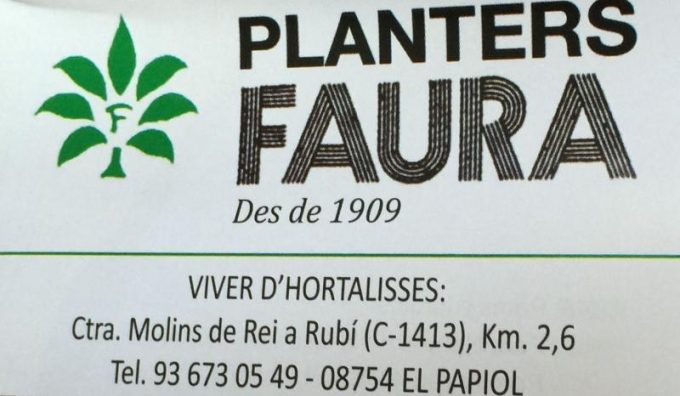 PLANTERS
FAURA
F
Des de 1909
VIVER D'HORTALISSES:
Ctra. Molins de Rei a Rubí (C-1413), Km. 2,6
Tel. 93 673 05 49 - 08754 EL PAPIOL